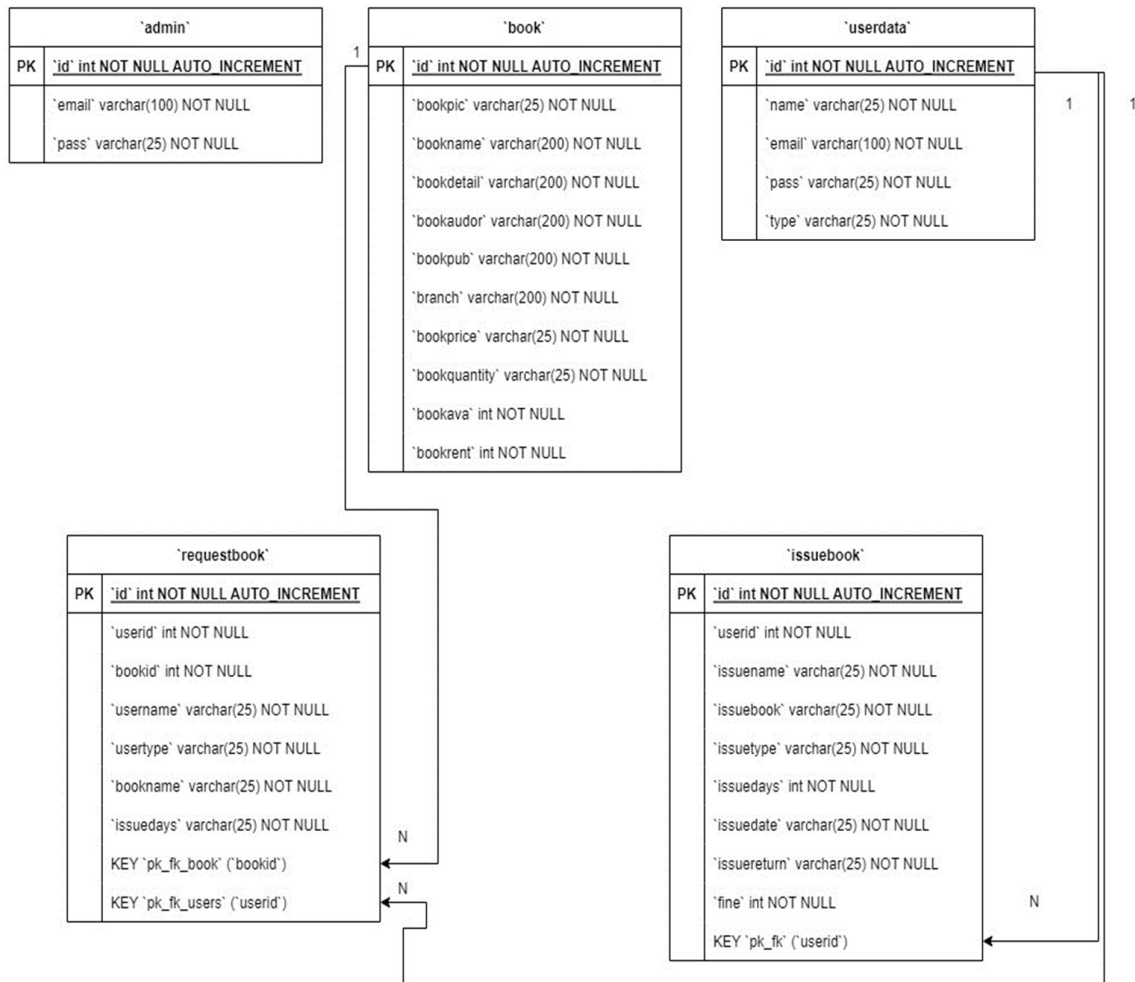 `admin`
PK `id` int NOT NULL AUTO_INCREMENT
`email` varchar(100) NOT NULL
`pass` varchar(25) NOT NULL
1
`book`
PK `id` int NOT NULL AUTO_INCREMENT
`bookpic` varchar(25) NOT NULL
`bookname` varchar(200) NOT NULL
`bookdetail` varchar(200) NOT NULL
`bookaudor` varchar(200) NOT NULL
`bookpub` varchar(200) NOT NULL
`branch` varchar(200) NOT NULL
`bookprice` varchar(25) NOT NULL
`bookquantity` varchar(25) NOT NULL
`bookava` int NOT NULL
`bookrent` int NOT NULL
`userdata`
PK `id` int NOT NULL AUTO_INCREMENT
`name` varchar(25) NOT NULL
`email` varchar(100) NOT NULL
`pass` varchar(25) NOT NULL
`type` varchar(25) NOT NULL
1
1
`requestbook`
PK `id` int NOT NULL AUTO_INCREMENT
`userid` int NOT NULL
`bookid` int NOT NULL
`username` varchar(25) NOT NULL
`usertype` varchar(25) NOT NULL
`bookname` varchar(25) NOT NULL
`issuedays` varchar(25) NOT NULL
KEY `pk_fk_book` (`bookid`)
KEY `pk_fk_users` (`userid`)
N
N
`issuebook`
PK `id` int NOT NULL AUTO_INCREMENT
`userid` int NOT NULL
`issuename` varchar(25) NOT NULL
`issuebook` varchar(25) NOT NULL
`issuetype` varchar(25) NOT NULL
`issuedays` int NOT NULL
`issuedate` varchar(25) NOT NULL
`issuereturn` varchar(25) NOT NULL
`fine` int NOT NULL
KEY `pk_fk` (`userid`)
N